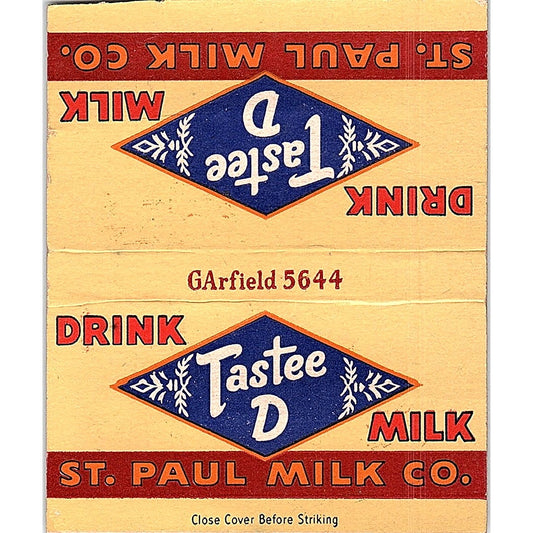 ST. PAUL MILK CO.
DRINK
Tastee
D
MILK
GArfield 5644
DRINK
Tastee
D
MILK
ST. PAUL MILK CO.
Close Cover Before Striking